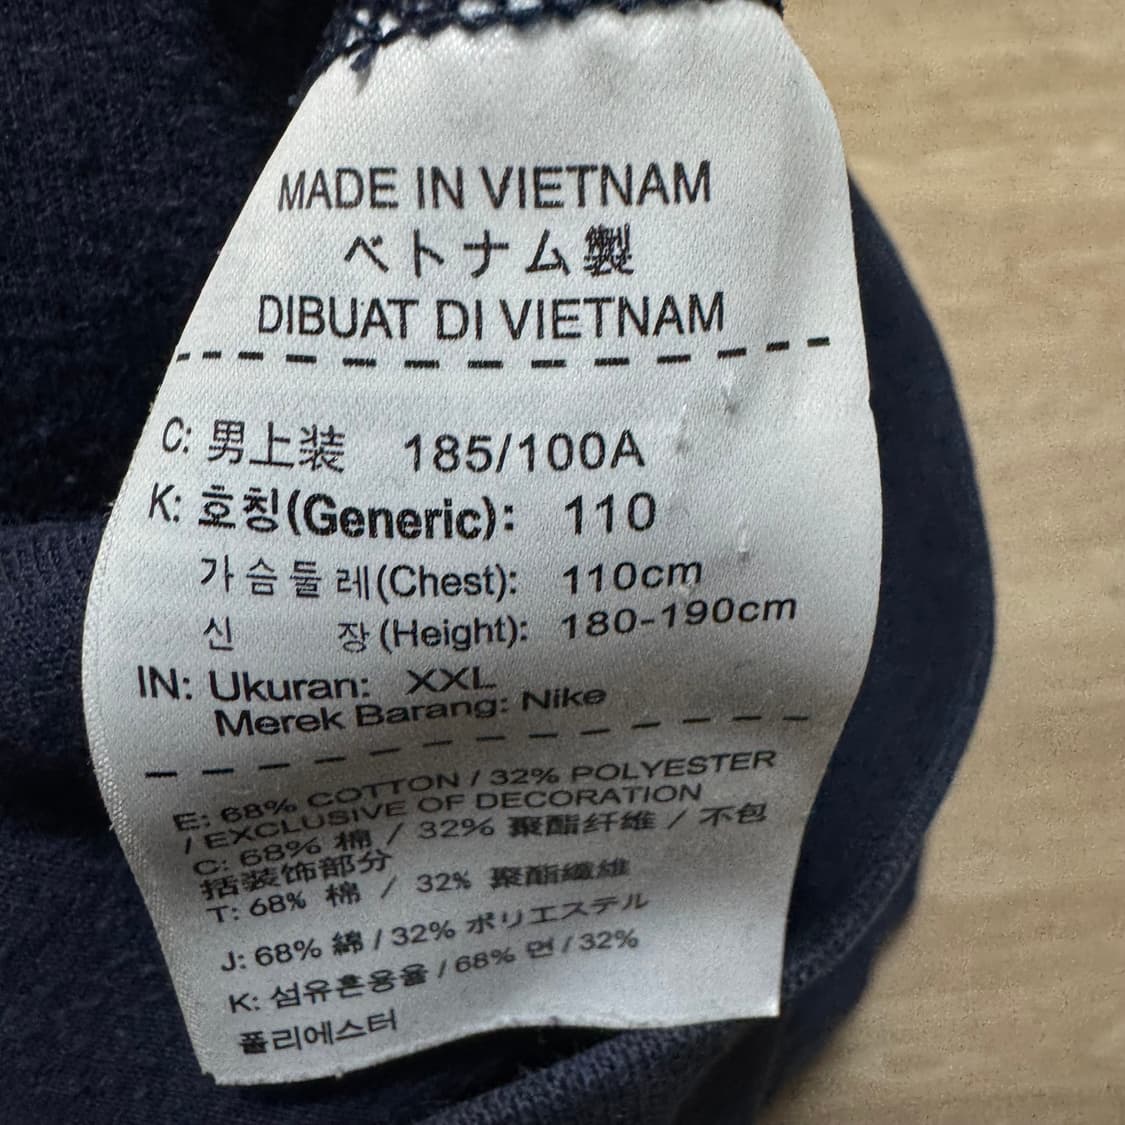 MADE IN VIETNAM
ベトナム製
DIBUAT DI VIETNAM
C: 男上装 185/100A
K: 호칭(Generic): 110
가슴둘레(Chest): 110cm
신 장(Height): 180-190cm
IN: Ukuran: XXL
Merek Barang: Nike
E: 68% COTTON / 32% POLYESTER
/ EXCLUSIVE OF DECORATION
C: 68% 棉 / 32% 聚酯纤维 / 不包
括装饰部分
T: 68% 棉 / 32% 聚酯纖維
J: 68% 綿 / 32% ポリエステル
K: 섬유혼용율 / 68% 면 / 32%
폴리에스터